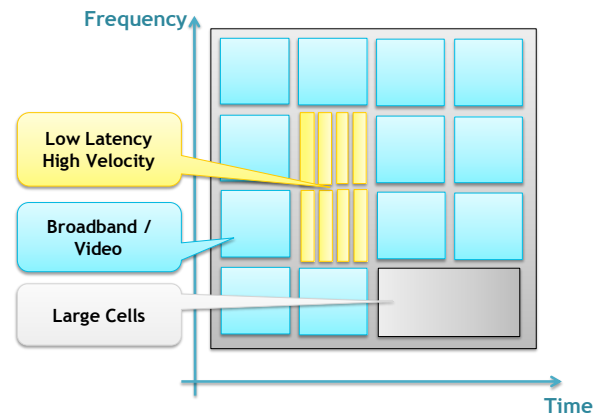 Frequency
Low Latency
High Velocity
Broadband /
Video
Large Cells
Time